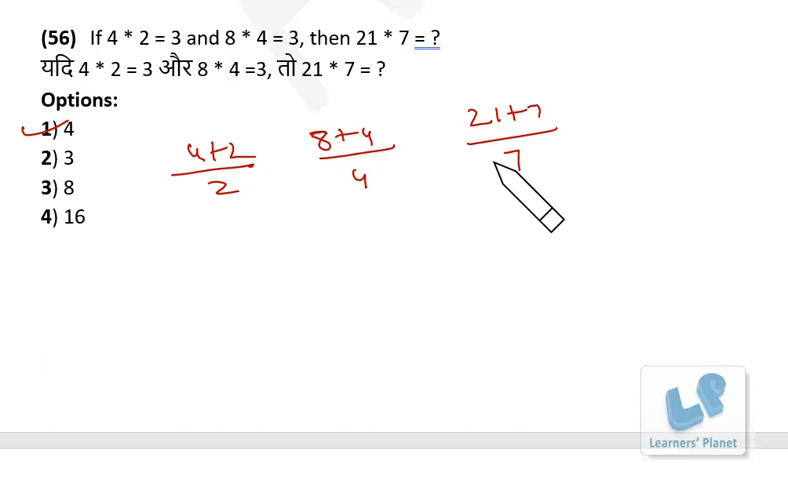 (56) If 4 * 2 = 3 and 8 * 4 = 3, then 21 * 7 = ?
यदि 4 * 2 = 3 और 8 * 4 =3, तो 21 * 7 = ?
Options:
1) 4
2) 3
3) 8
4) 16
4+2
2
8+4
4
21+7
7
LP
Learners' Planet